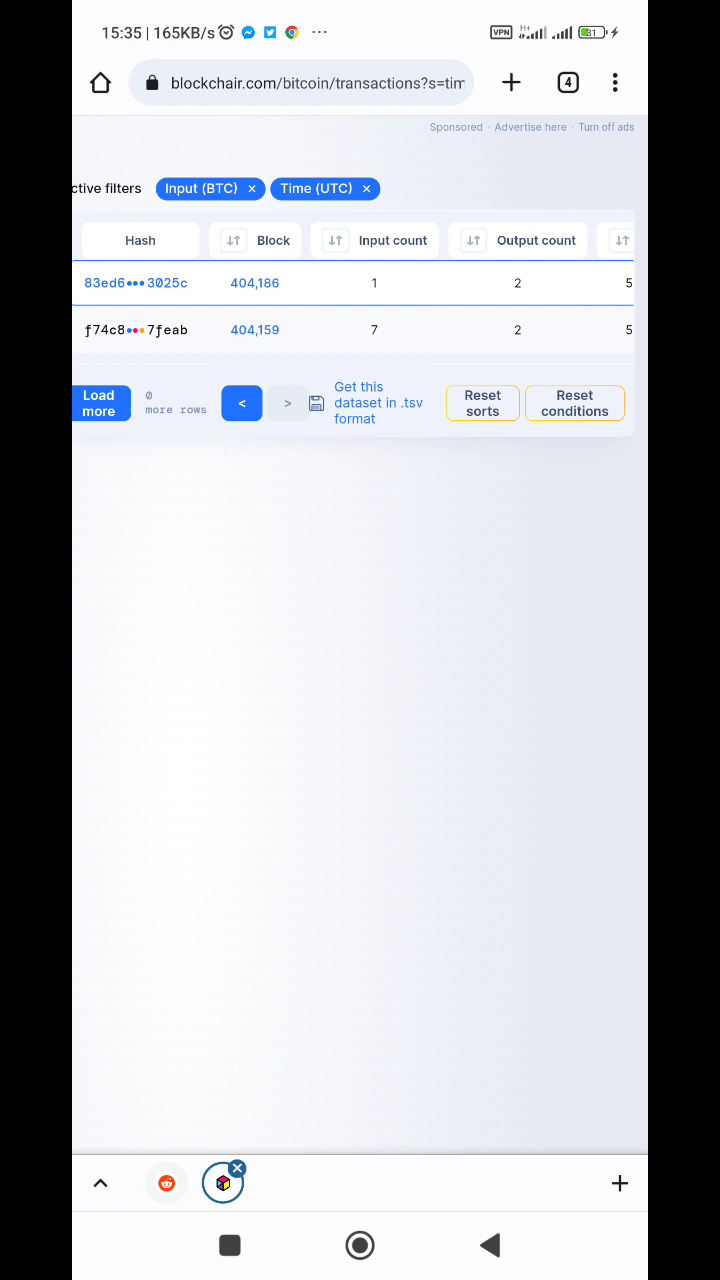 15:35 | 165KB/s ··· VPN H+ 31
blockchair.com/bitcoin/transactions?s=tim 4
Sponsored · Advertise here · Turn off ads
ctive filters Input (BTC) × Time (UTC) ×
Hash Block Input count Output count
83ed6•••3025c 404,186 1 2 5
f74c8•••7feab 404,159 7 2 5
Load more
0 more rows
< >
Get this
dataset in .tsv
format
Reset
sorts
Reset
conditions